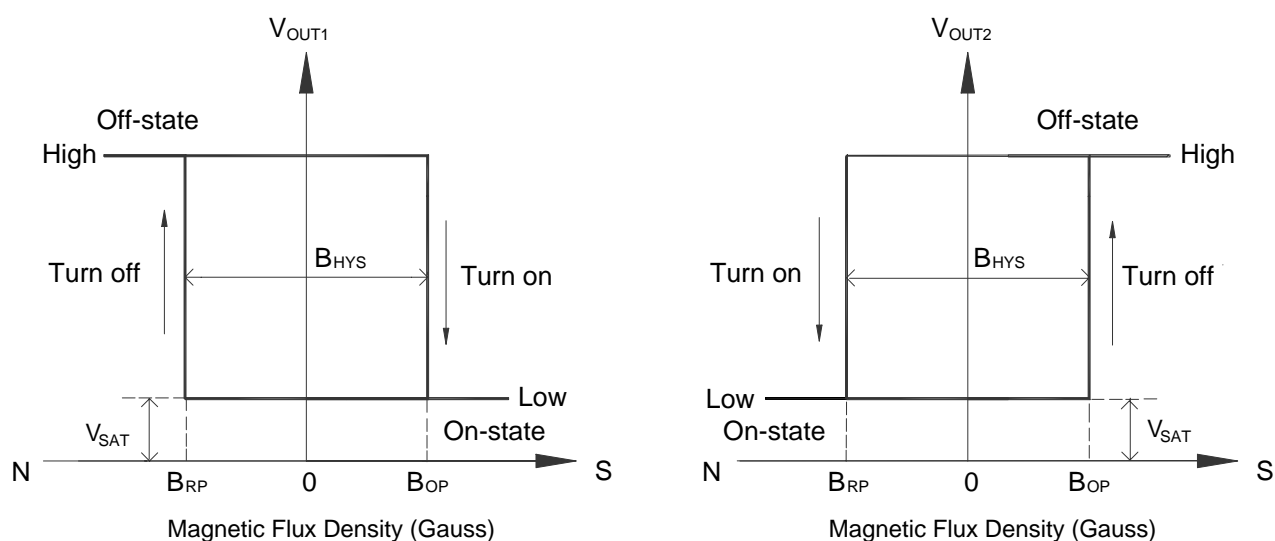 VOUT1
Off-state
High
Turn off
BHYS
Turn on
Low
VSAT
On-state
N
BRP
0
BOP
S
Magnetic Flux Density (Gauss)
VOUT2
Off-state
High
Turn on
BHYS
Turn off
Low
On-state
VSAT
N
BRP
0
BOP
S
Magnetic Flux Density (Gauss)